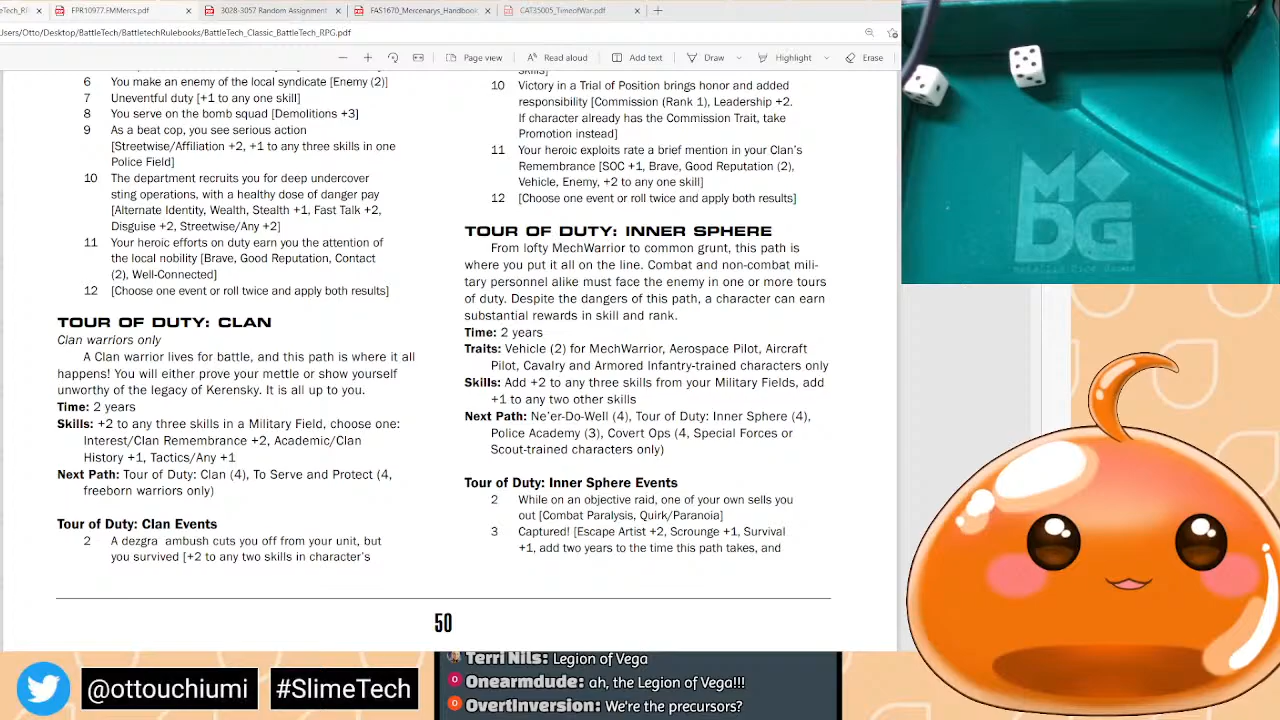 eTech_R
FPR10977.FMMercs.pdf
3028-3057 Random Assignment
FAS1670_Mercenarys_Handbook
CAT35005_TimeofWar.pdf
Users/Otto/Desktop/BattleTech/BattletechRulebooks/BattleTech_Classic_BattleTech_RPG.pdf
Page view
Read aloud
Add text
Draw
Highlight
Erase
6 You make an enemy of the local syndicate [Enemy (2)]
7 Uneventful duty [+1 to any one skill]
8 You serve on the bomb squad [Demolitions +3]
9 As a beat cop, you see serious action
[Streetwise/Affiliation +2, +1 to any three skills in one
Police Field]
10 The department recruits you for deep undercover
sting operations, with a healthy dose of danger pay
[Alternate Identity, Wealth, Stealth +1, Fast Talk +2,
Disguise +2, Streetwise/Any +2]
11 Your heroic efforts on duty earn you the attention of
the local nobility [Brave, Good Reputation, Contact
(2), Well-Connected]
12 [Choose one event or roll twice and apply both results]
TOUR OF DUTY: CLAN
Clan warriors only
A Clan warrior lives for battle, and this path is where it all
happens! You will either prove your mettle or show yourself
unworthy of the legacy of Kerensky. It is all up to you.
Time: 2 years
Skills: +2 to any three skills in a Military Field, choose one:
Interest/Clan Remembrance +2, Academic/Clan
History +1, Tactics/Any +1
Next Path: Tour of Duty: Clan (4), To Serve and Protect (4,
freeborn warriors only)
Tour of Duty: Clan Events
2 A dezgra ambush cuts you off from your unit, but
you survived [+2 to any two skills in character's
skills]
10 Victory in a Trial of Position brings honor and added
responsibility [Commission (Rank 1), Leadership +2.
If character already has the Commission Trait, take
Promotion instead]
11 Your heroic exploits rate a brief mention in your Clan's
Remembrance [SOC +1, Brave, Good Reputation (2),
Vehicle, Enemy, +2 to any one skill]
12 [Choose one event or roll twice and apply both results]
TOUR OF DUTY: INNER SPHERE
From lofty MechWarrior to common grunt, this path is
where you put it all on the line. Combat and non-combat mili-
tary personnel alike must face the enemy in one or more tours
of duty. Despite the dangers of this path, a character can earn
substantial rewards in skill and rank.
Time: 2 years
Traits: Vehicle (2) for MechWarrior, Aerospace Pilot, Aircraft
Pilot, Cavalry and Armored Infantry-trained characters only
Skills: Add +2 to any three skills from your Military Fields, add
+1 to any two other skills
Next Path: Ne'er-Do-Well (4), Tour of Duty: Inner Sphere (4),
Police Academy (3), Covert Ops (4, Special Forces or
Scout-trained characters only)
Tour of Duty: Inner Sphere Events
2 While on an objective raid, one of your own sells you
out [Combat Paralysis, Quirk/Paranoia]
3 Captured! [Escape Artist +2, Scrounge +1, Survival
+1, add two years to the time this path takes, and
50
MDG
metallic dice games
@ottouchiumi
#SlimeTech
Terri Nils: Legion of Vega
Onearmdude: ah, the Legion of Vega!!!
OvertInversion: We're the precursors?